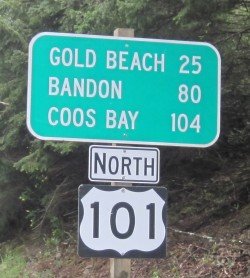 GOLD BEACH 25
BANDON 80
COOS BAY 104
NORTH
101